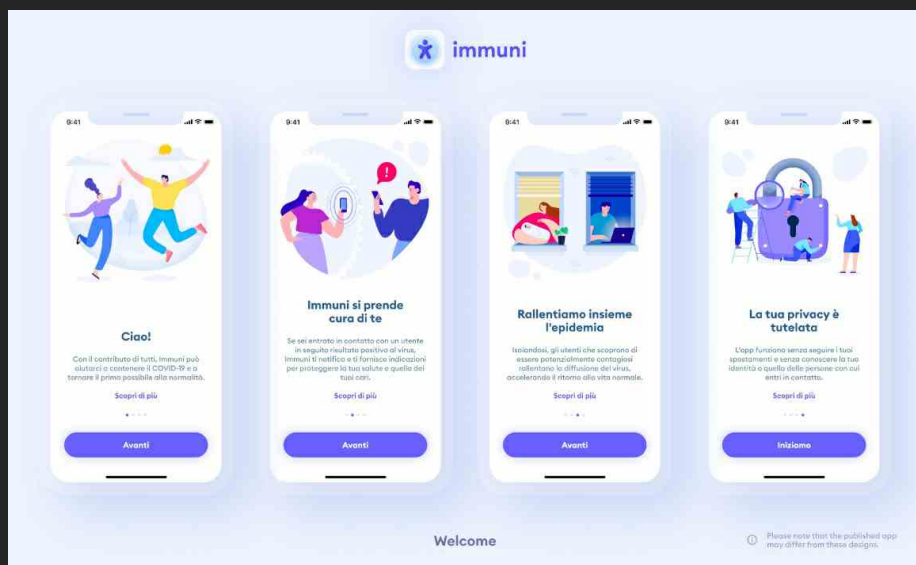 immuni
9:41
Ciao!
Con il contributo di tutti, Immuni può
aiutarci a contenere il COVID-19 e a
tornare il prima possibile alla normalità.
Scopri di più
Avanti
9:41
!
Immuni si prende
cura di te
Se sei entrato in contatto con un utente
in seguito risultato positivo al virus,
Immuni ti notifica e ti fornisce indicazioni
per proteggere la tua salute e quella dei
tuoi cari.
Scopri di più
Avanti
9:41
Rallentiamo insieme
l'epidemia
Isolandosi, gli utenti che scoprono di
essere potenzialmente contagiosi
rallentano la diffusione del virus,
accelerando il ritorno alla vita normale.
Scopri di più
Avanti
9:41
La tua privacy è
tutelata
L'app funziona senza seguire i tuoi
spostamenti e senza conoscere la tua
identità o quella delle persone con cui
entri in contatto.
Scopri di più
Iniziamo
Welcome
Please note that the published app
may differ from these designs.